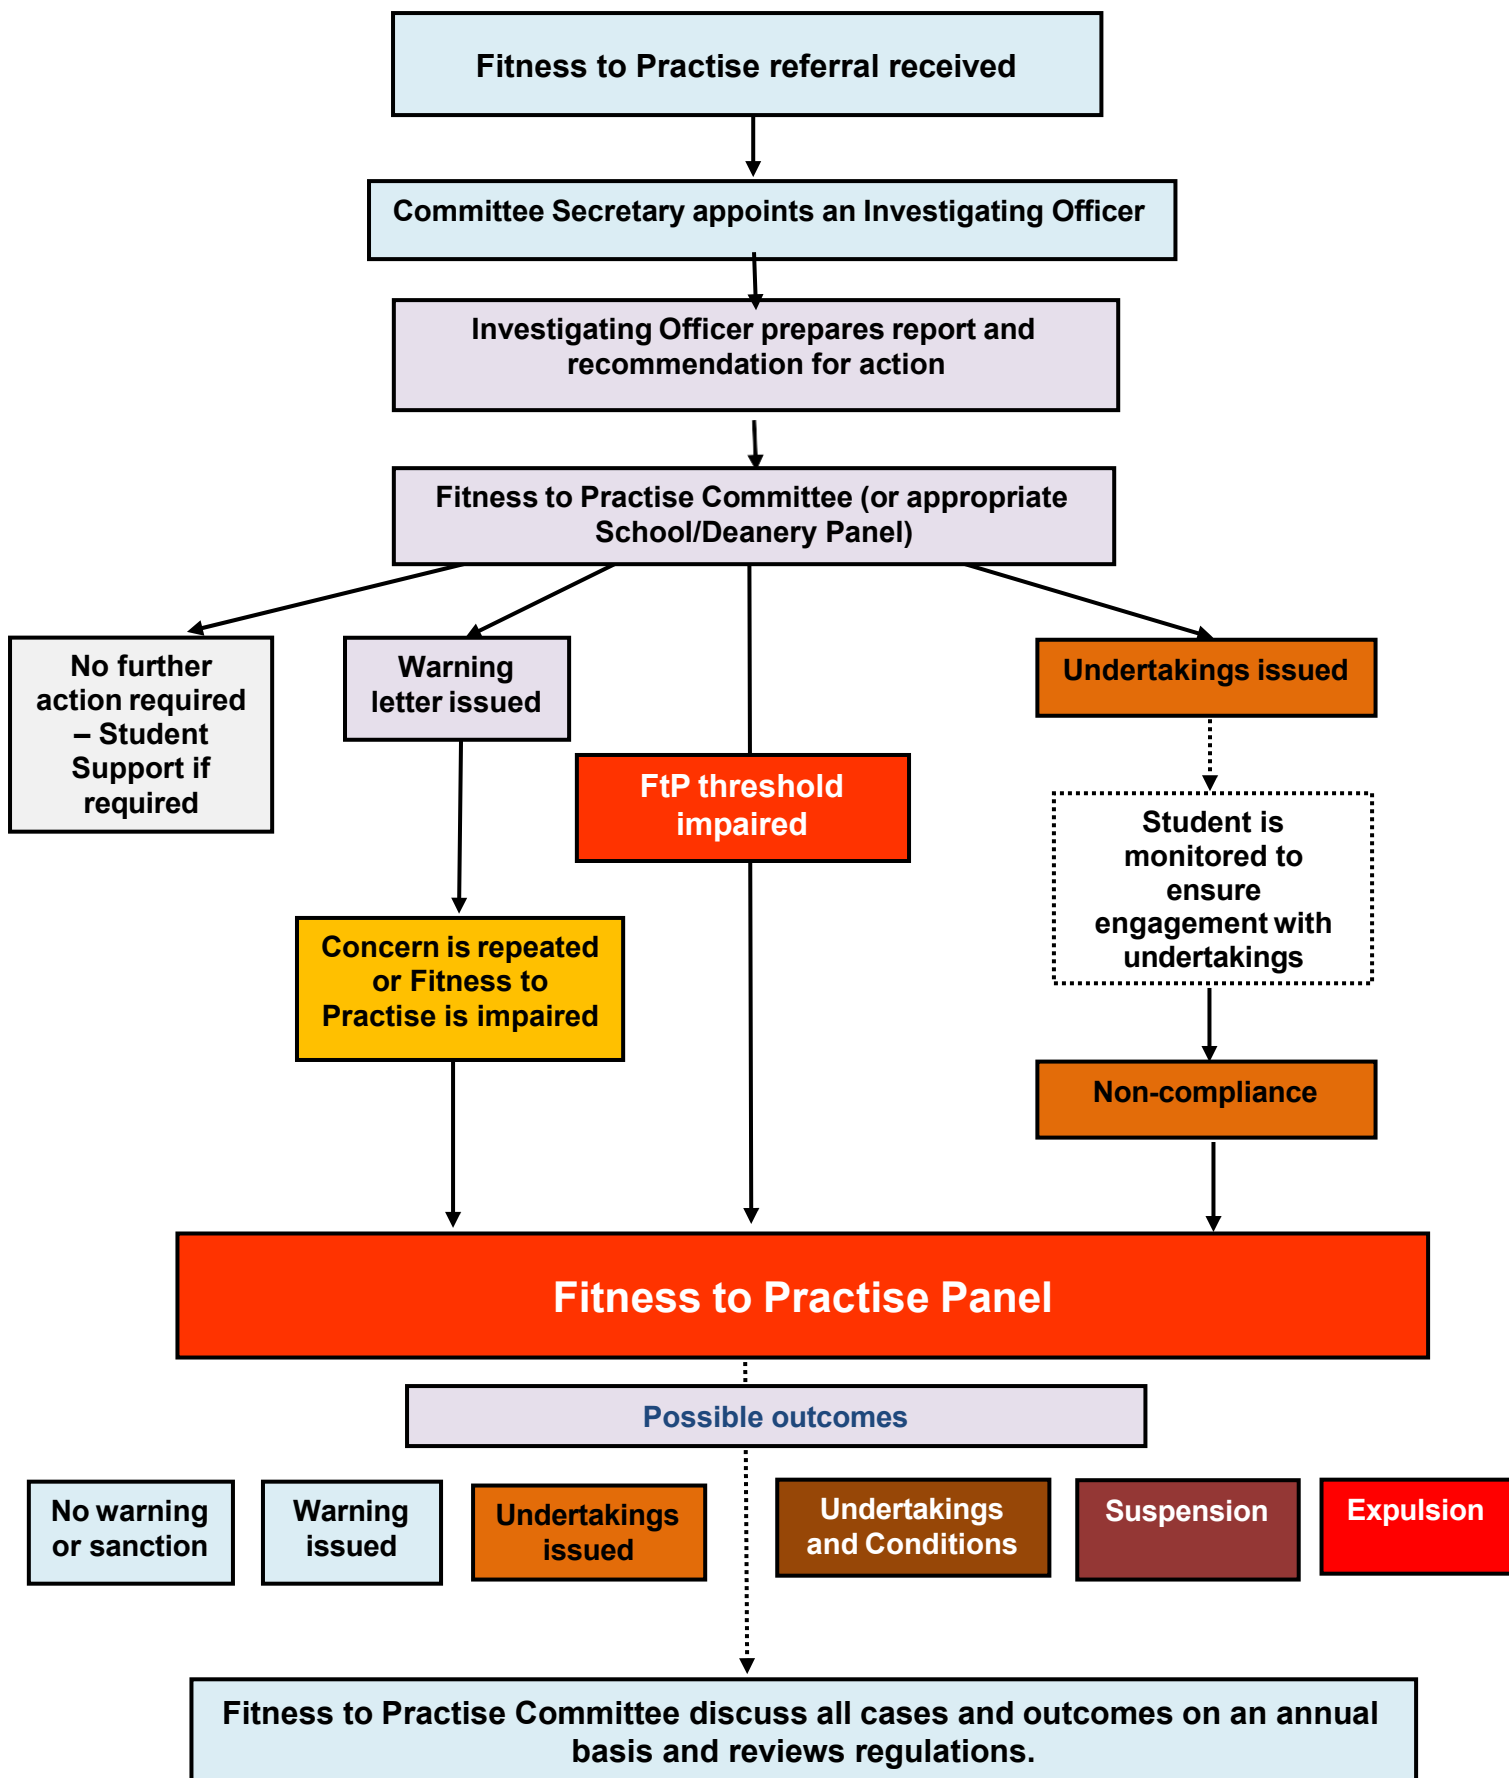 Fitness to Practise referral received
Committee Secretary appoints an Investigating Officer
Investigating Officer prepares report and
recommendation for action
Fitness to Practise Committee (or appropriate
School/Deanery Panel)
No further
action required
– Student
Support if
required
Warning
letter issued
FtP threshold
impaired
Undertakings issued
Student is
monitored to
ensure
engagement with
undertakings
Concern is repeated
or Fitness to
Practise is impaired
Non-compliance
Fitness to Practise Panel
Possible outcomes
No warning
or sanction
Warning
issued
Undertakings
issued
Undertakings
and Conditions
Suspension
Expulsion
Fitness to Practise Committee discuss all cases and outcomes on an annual
basis and reviews regulations.